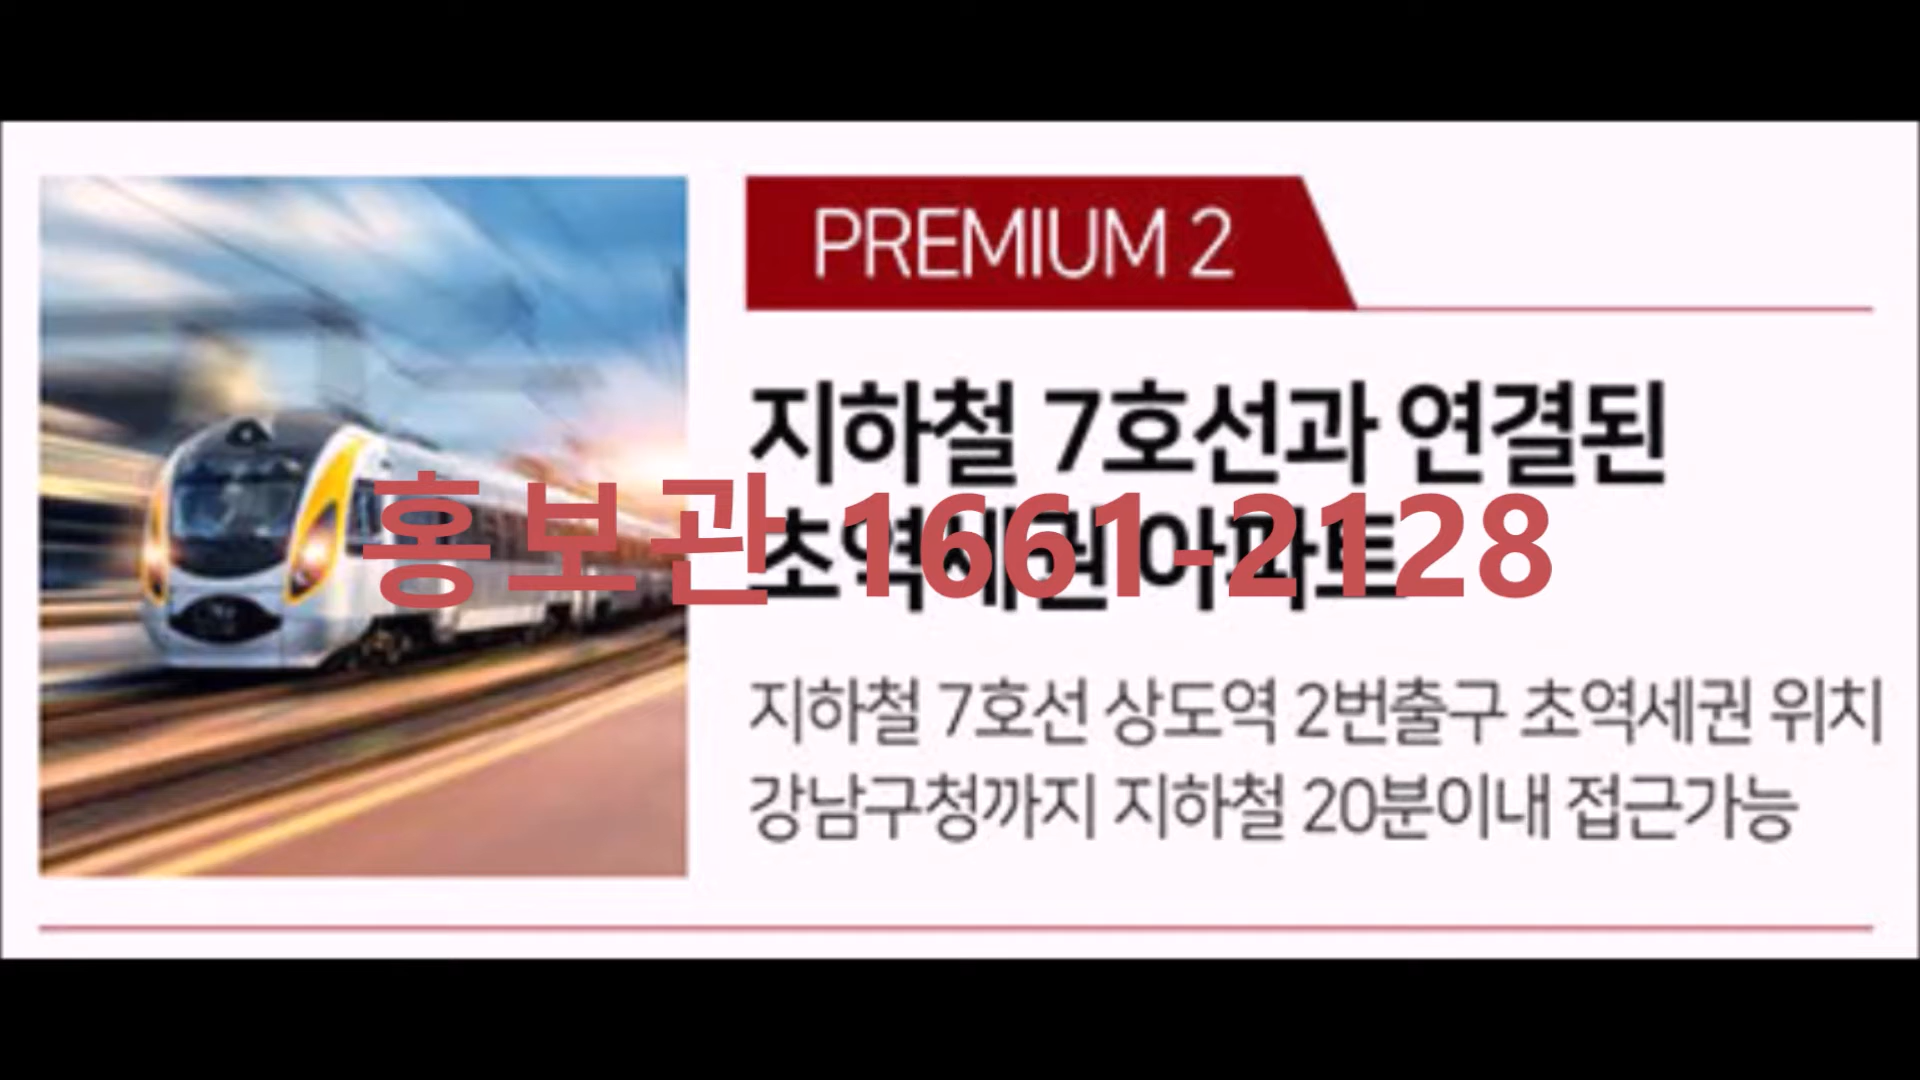 PREMIUM 2
지하철 7호선과 연결된
초역세권 아파트
홍보관 1661-2128
지하철 7호선 상도역 2번출구 초역세권 위치
강남구청까지 지하철 20분이내 접근가능